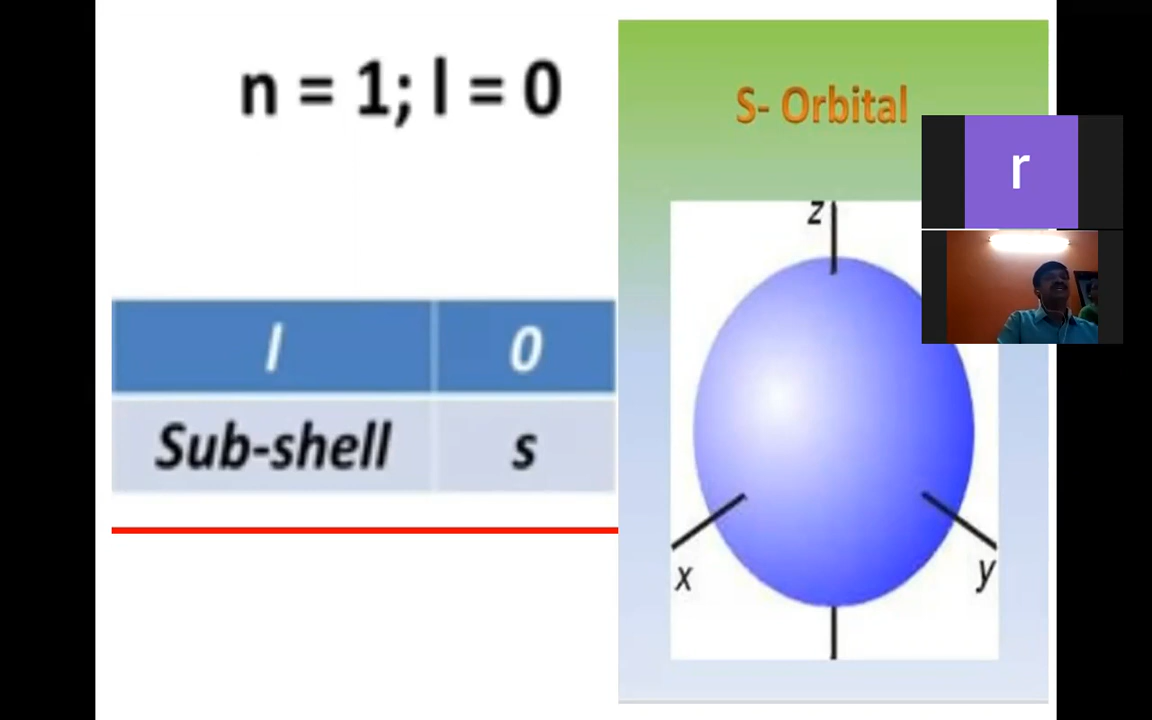 n = 1; l = 0
l 0
Sub-shell s
S- Orbital
z
x
y
r